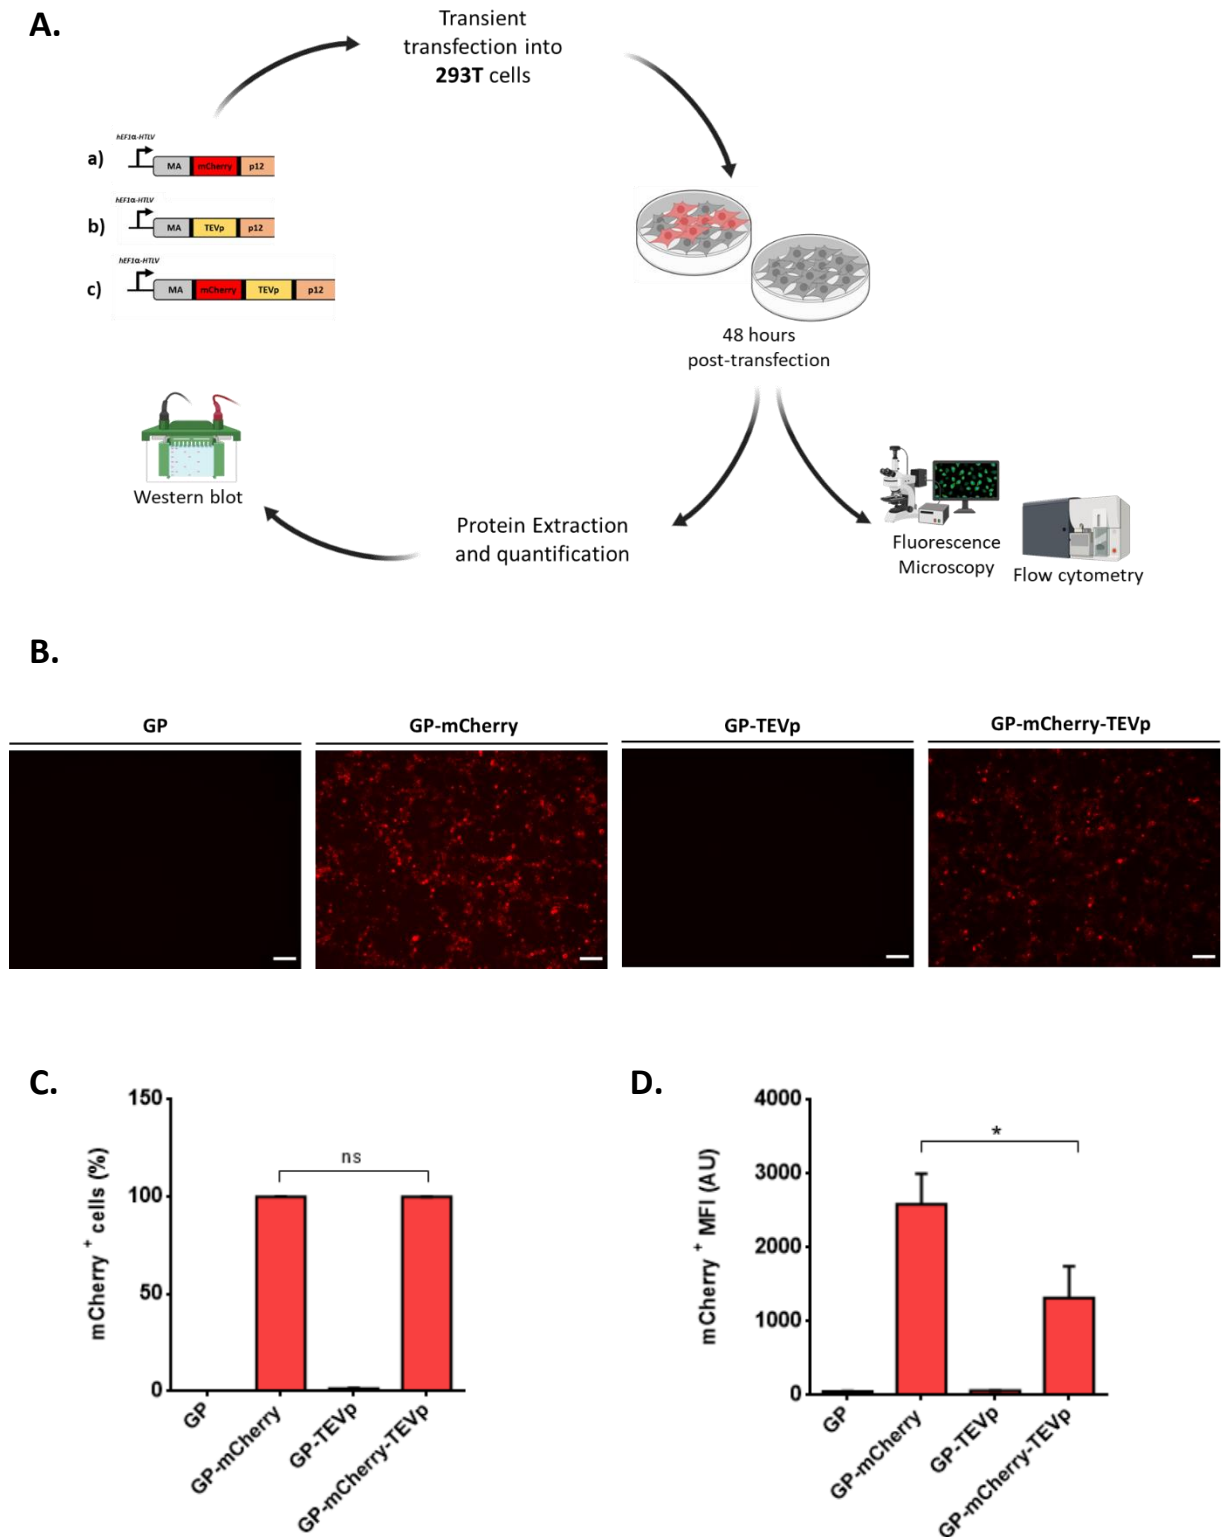 A.
Transient
transfection into
293T cells
hEF1α-HTLV
a)
MA mCherry p12
hEF1α-HTLV
b)
MA TEVp p12
hEF1α-HTLV
c)
MA mCherry TEVp p12
48 hours
post-transfection
Western blot
Protein Extraction
and quantification
Fluorescence
Microscopy
Flow cytometry
B.
GP
GP-mCherry
GP-TEVp
GP-mCherry-TEVp
C.
mCherry + cells (%)
150
100
50
0
ns
GP
GP-mCherry
GP-TEVp
GP-mCherry-TEVp
D.
mCherry + MFI (AU)
4000
3000
2000
1000
0
*
GP
GP-mCherry
GP-TEVp
GP-mCherry-TEVp